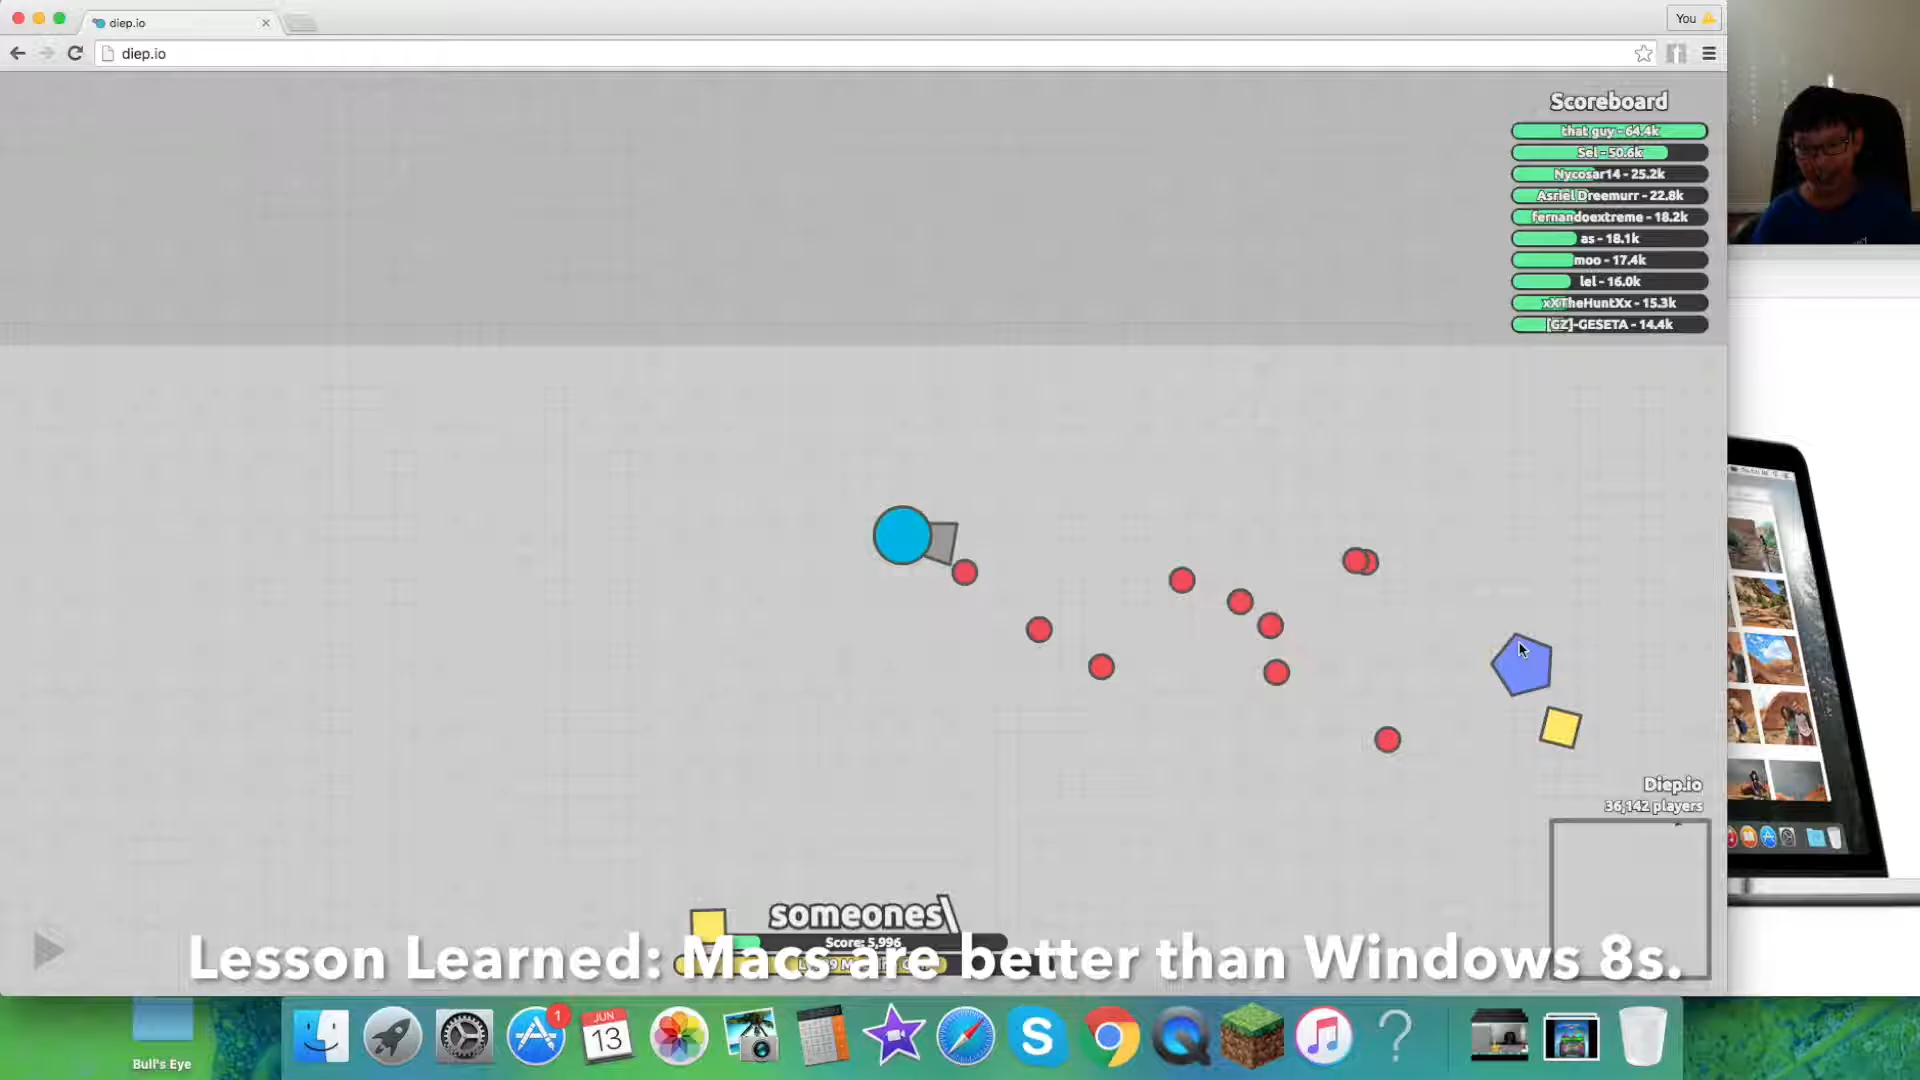 diep.io
You
diep.io
Scoreboard
that guy - 64.4k
Sel - 50.6k
Nycosar14 - 25.2k
Asriel Dreemurr - 22.8k
fernandoextreme - 18.2k
as - 18.1k
moo - 17.4k
lel - 16.0k
xXTheHuntXx - 15.3k
[GZ]-GESETA - 14.4k
Diep.io
36,142 players
someones\
Score: 5,996
Lesson Learned: Macs are better than Windows 8s.
1
JUN
13
Bull's Eye